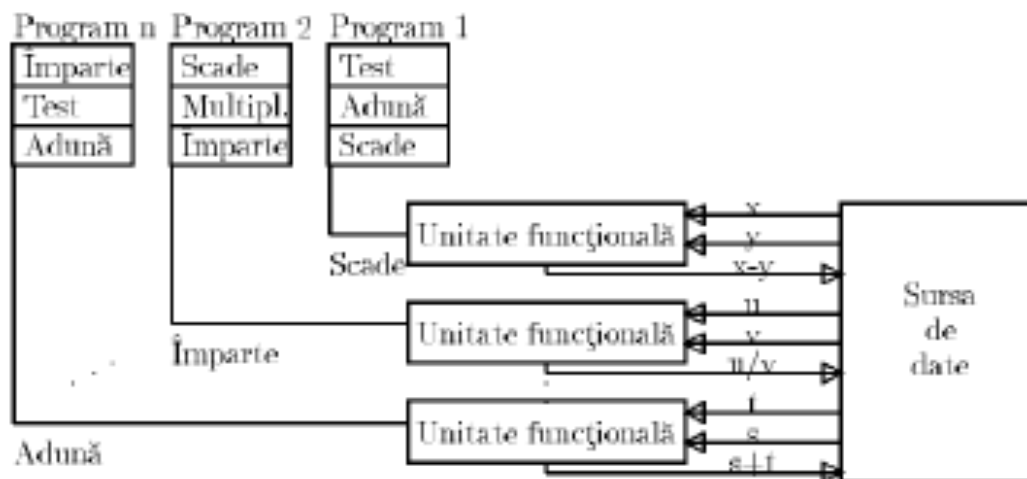 Program n Program 2 Program 1
Împarte Scade Test
Test Multipl. Adună
Adună Împarte Scade
x
Unitate funcţională
y
Scade
x-y
u
Unitate funcţională
v
Împarte
u/v
Sursa
de
date
t
Unitate funcţională
s
Adună
s+t